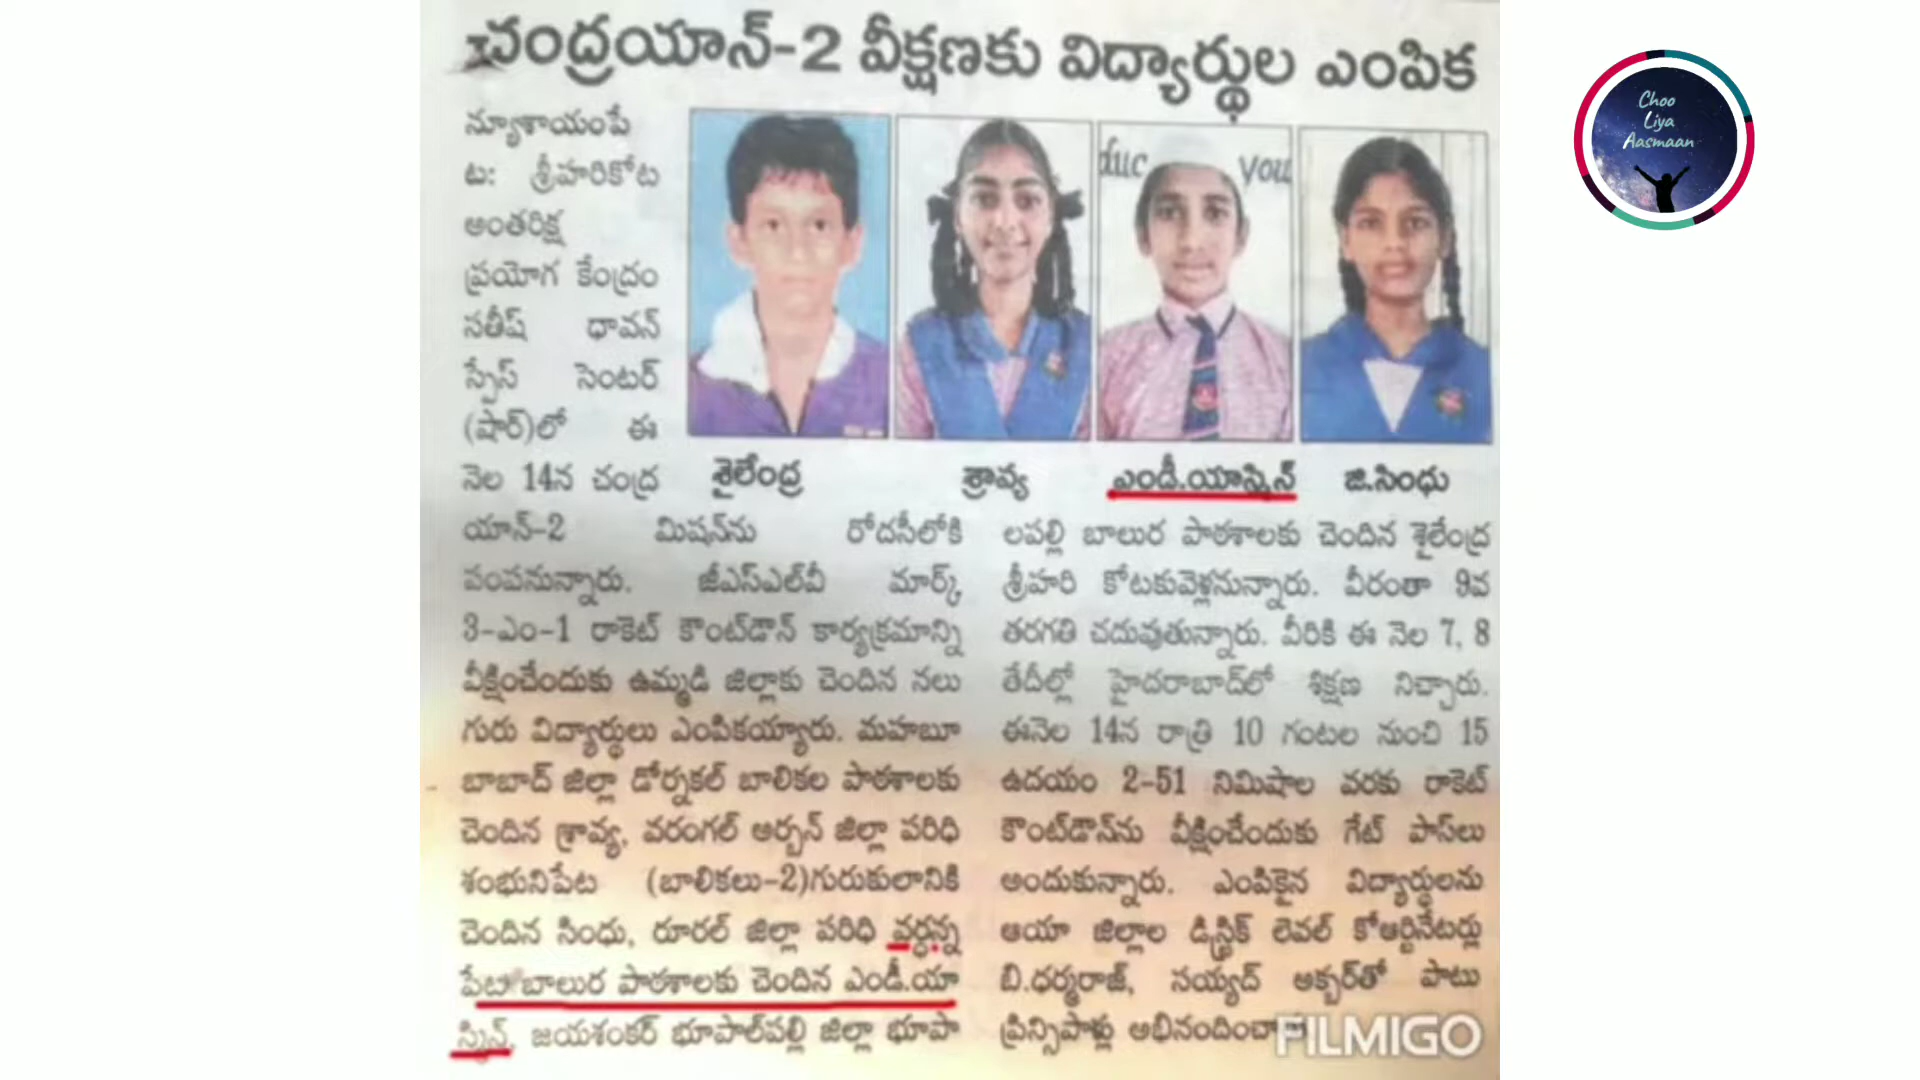 చంద్రయాన్-2 వీక్షణకు విద్యార్థుల ఎంపిక
న్యూశాయంపే
ట: శ్రీహరికోట
అంతరిక్ష
ప్రయోగ కేంద్రం
సతీష్ ధావన్
స్పేస్ సెంటర్
(షార్)లో ఈ
నెల 14న చంద్ర
యాన్-2 మిషన్‌ను రోదసీలోకి
పంపనున్నారు. జీఎస్ఎల్‌వీ మార్క్
3-ఎం-1 రాకెట్ కౌంట్‌డౌన్ కార్యక్రమాన్ని
వీక్షించేందుకు ఉమ్మడి జిల్లాకు చెందిన నలు
గురు విద్యార్థులు ఎంపికయ్యారు. మహబూ
బాబాద్ జిల్లా డోర్నకల్ బాలికల పాఠశాలకు
చెందిన శ్రావ్య, వరంగల్ అర్బన్ జిల్లా పరిధి
శంభునిపేట (బాలికలు-2)గురుకులానికి
చెందిన సింధు, రూరల్ జిల్లా పరిధి వర్ధన్న
పేట బాలుర పాఠశాలకు చెందిన ఎండీ.యా
స్మిన్, జయశంకర్ భూపాల్‌పల్లి జిల్లా భూపా
duc you
శైలేంద్ర
శ్రావ్య
ఎండీ.యాస్మిన్
జి.సింధు
లపల్లి బాలుర పాఠశాలకు చెందిన శైలేంద్ర
శ్రీహరి కోటకువెళ్లనున్నారు. వీరంతా 9వ
తరగతి చదువుతున్నారు. వీరికి ఈ నెల 7, 8
తేదీల్లో హైదరాబాద్‌లో శిక్షణ నిచ్చారు.
ఈనెల 14న రాత్రి 10 గంటల నుంచి 15
ఉదయం 2-51 నిమిషాల వరకు రాకెట్
కౌంట్‌డౌన్‌ను వీక్షించేందుకు గేట్ పాస్‌లు
అందుకున్నారు. ఎంపికైన విద్యార్థులను
ఆయా జిల్లాల డిస్ట్రిక్ లెవల్ కోఆర్డినేటర్లు
బి.ధర్మరాజ్, సయ్యద్ అక్బర్‌తో పాటు
ప్రిన్సిపాళ్లు
FILMIGO
Choo
Liya
Aasmaan